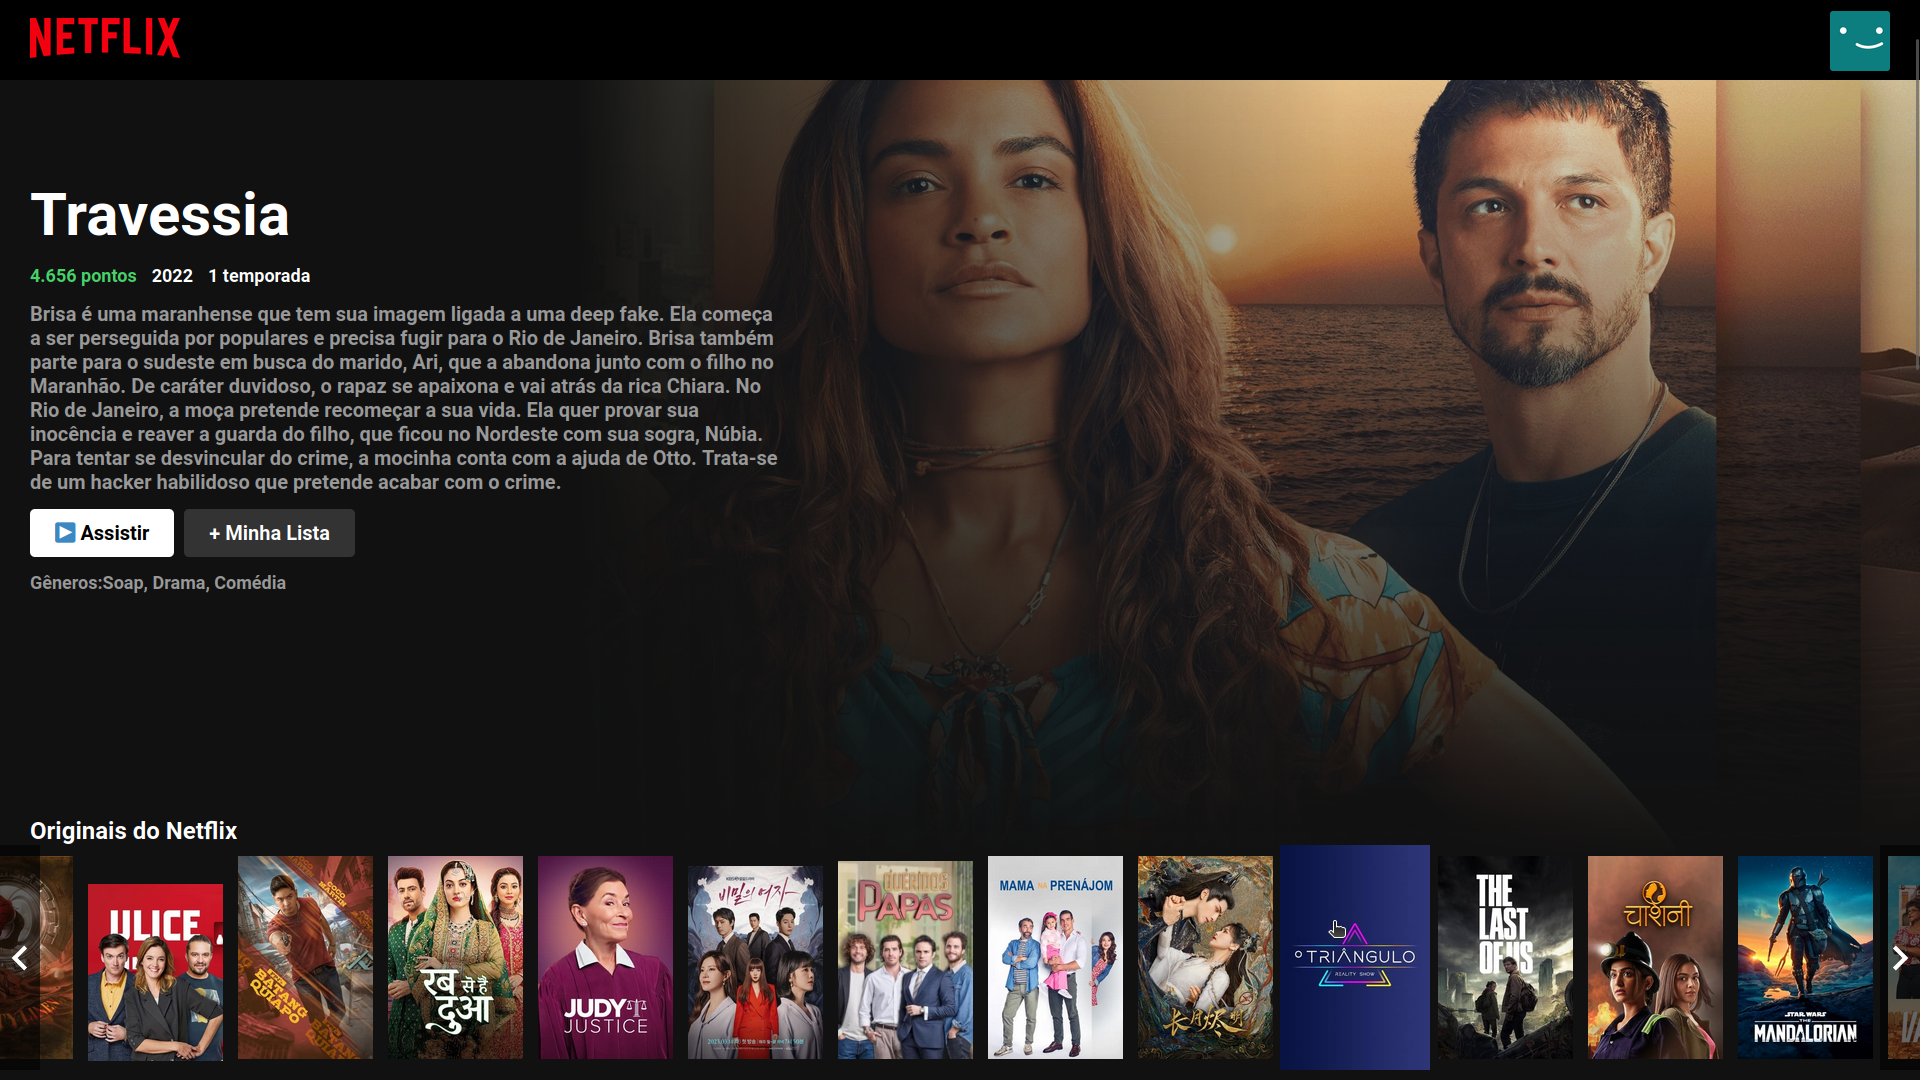 NETFLIX
Travessia
4.656 pontos 2022 1 temporada
Brisa é uma maranhense que tem sua imagem ligada a uma deep fake. Ela começa
a ser perseguida por populares e precisa fugir para o Rio de Janeiro. Brisa também
parte para o sudeste em busca do marido, Ari, que a abandona junto com o filho no
Maranhão. De caráter duvidoso, o rapaz se apaixona e vai atrás da rica Chiara. No
Rio de Janeiro, a moça pretende recomeçar a sua vida. Ela quer provar sua
inocência e reaver a guarda do filho, que ficou no Nordeste com sua sogra, Núbia.
Para tentar se desvincular do crime, a mocinha conta com a ajuda de Otto. Trata-se
de um hacker habilidoso que pretende acabar com o crime.
Assistir
+ Minha Lista
Gêneros:Soap, Drama, Comédia
Originais do Netflix
ULICE
COCO MARTIN
BATANG
QUIAPO
रब से है
दुआ
JUDY
JUSTICE
비밀의 여자
QUERIDOS
PAPAS
MAMA NA PRENÁJOM
长月烬明
O TRIÂNGULO
REALITY SHOW
THE
LAST
OF US
चाशनी
STAR WARS
THE
MANDALORIAN